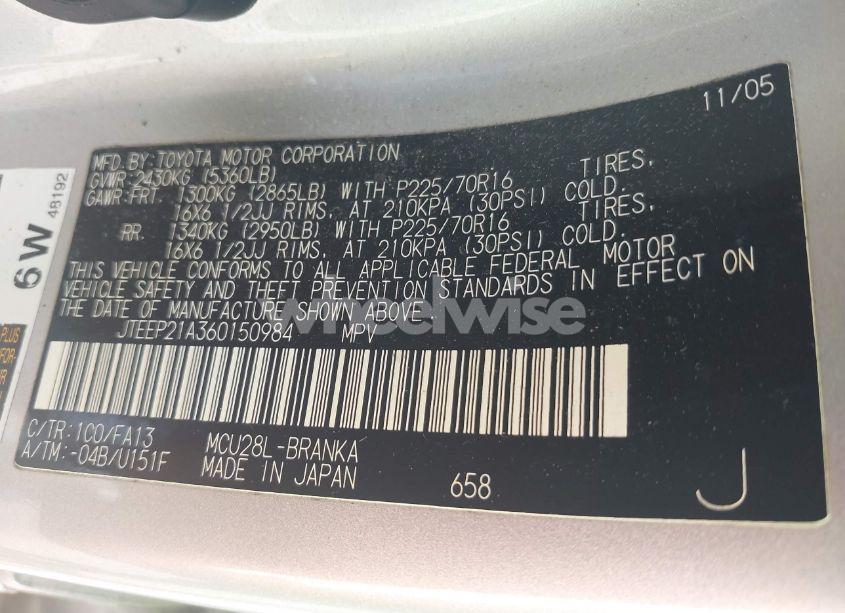 11/05
MFD. BY: TOYOTA MOTOR CORPORATION
GVWR: 2430KG (5360LB)
GAWR: FRT. 1300KG (2865LB) WITH P225/70R16 TIRES,
16X6 1/2JJ RIMS, AT 210KPA (30PSI) COLD.
RR. 1340KG (2950LB) WITH P225/70R16 TIRES,
16X6 1/2JJ RIMS, AT 210KPA (30PSI) COLD.
THIS VEHICLE CONFORMS TO ALL APPLICABLE FEDERAL MOTOR
VEHICLE SAFETY AND THEFT PREVENTION STANDARDS IN EFFECT ON
THE DATE OF MANUFACTURE SHOWN ABOVE.
JTEEP21A360150984 MPV
C/TR: 1C0/FA13 MCU28L-BRANKA
A/TM: -04B/U151F MADE IN JAPAN 658 J
6W 48192
PLUS
wheelwise